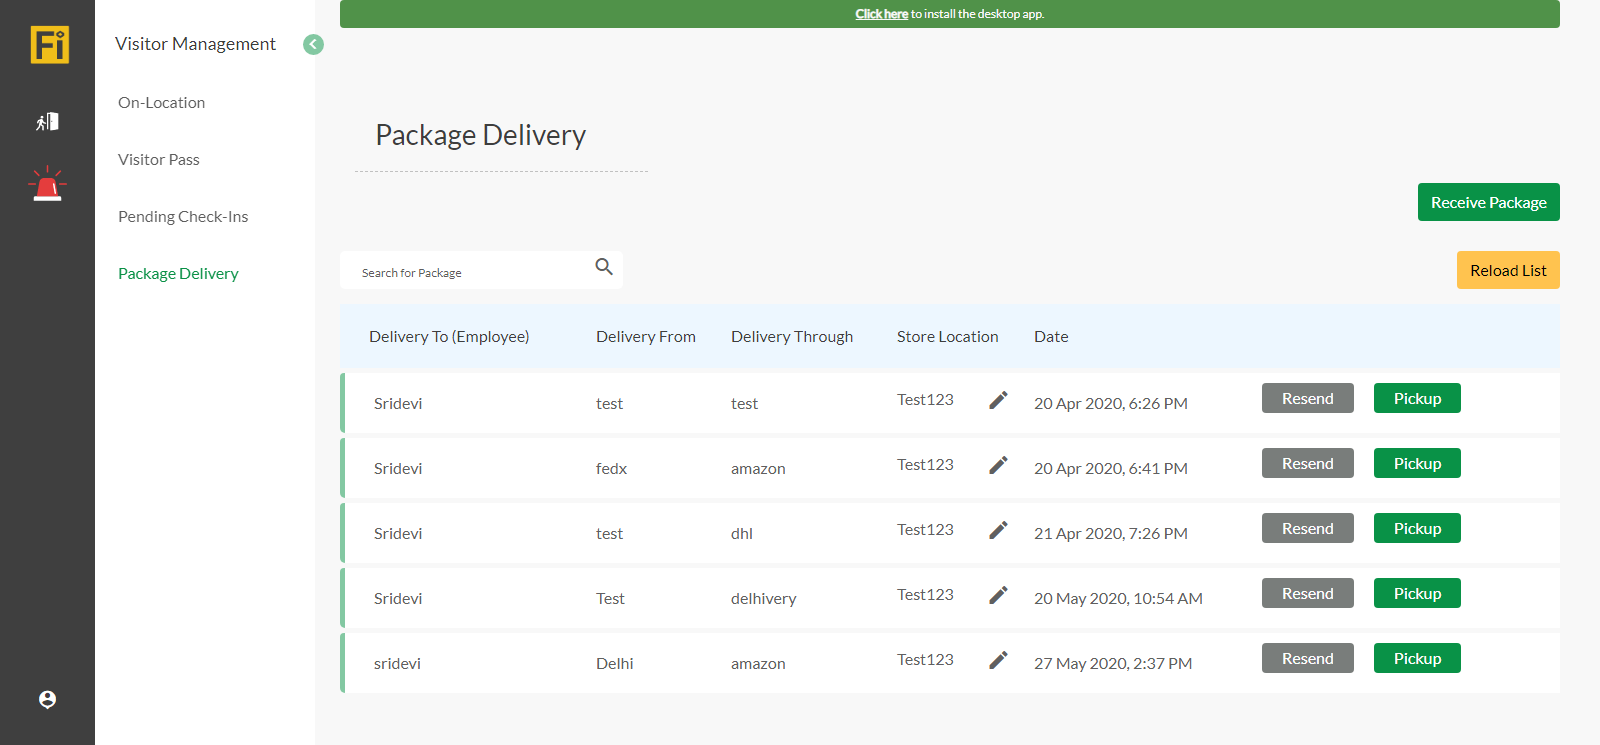 Click here to install the desktop app.
Fi
Visitor Management
On-Location
Visitor Pass
Pending Check-Ins
Package Delivery
Package Delivery
Receive Package
Search for Package
Reload List
Delivery To (Employee) Delivery From Delivery Through Store Location Date
Sridevi test test Test123 20 Apr 2020, 6:26 PM Resend Pickup
Sridevi fedx amazon Test123 20 Apr 2020, 6:41 PM Resend Pickup
Sridevi test dhl Test123 21 Apr 2020, 7:26 PM Resend Pickup
Sridevi Test delhivery Test123 20 May 2020, 10:54 AM Resend Pickup
sridevi Delhi amazon Test123 27 May 2020, 2:37 PM Resend Pickup